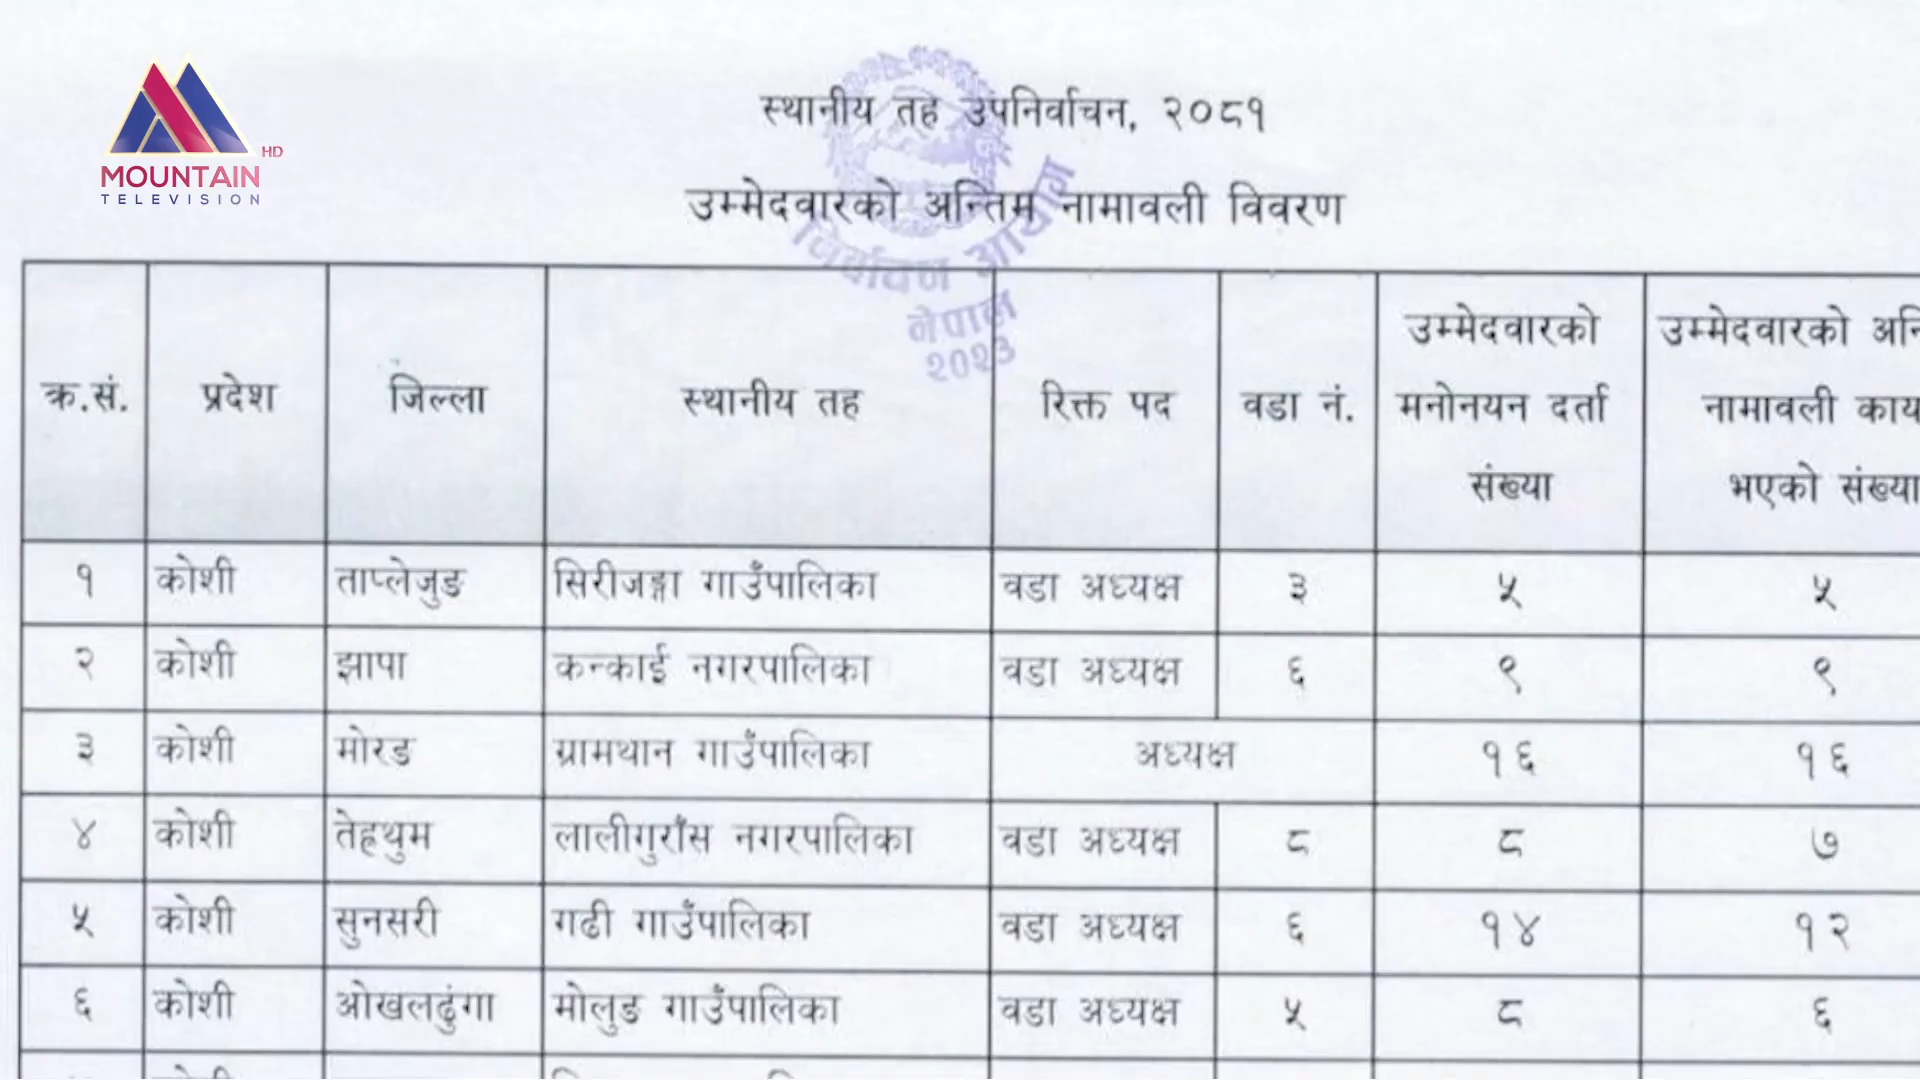 MOUNTAIN HD
TELEVISION
स्थानीय तह उपनिर्वाचन, २०८१
उम्मेदवारको अन्तिम नामावली विवरण
निर्वाचन आयोग
नेपाल
२०२३
क्र.सं. प्रदेश जिल्ला स्थानीय तह रिक्त पद वडा नं. उम्मेदवारको मनोनयन दर्ता संख्या उम्मेदवारको नामावली भएको संख्या
१ कोशी ताप्लेजुङ सिरीजङ्गा गाउँपालिका वडा अध्यक्ष ३ ५ ५
२ कोशी झापा कन्काई नगरपालिका वडा अध्यक्ष ६ ९ ९
३ कोशी मोरङ ग्रामथान गाउँपालिका अध्यक्ष १६ १६
४ कोशी तेह्रथुम लालीगुराँस नगरपालिका वडा अध्यक्ष ८ ८ ७
५ कोशी सुनसरी गढी गाउँपालिका वडा अध्यक्ष ६ १४ १२
६ कोशी ओखलढुंगा मोलुङ गाउँपालिका वडा अध्यक्ष ५ ८ ६